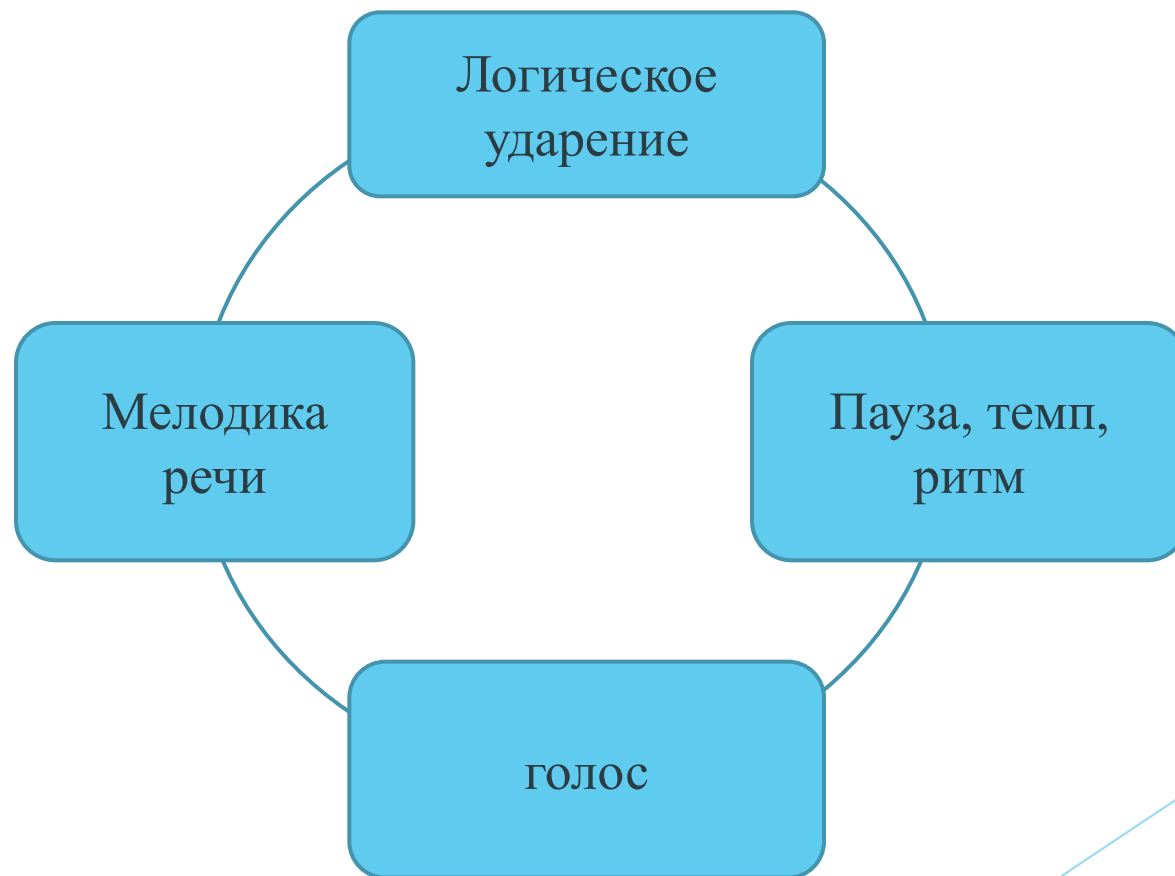 Логическое
ударение
Мелодика
речи
Пауза, темп,
ритм
голос